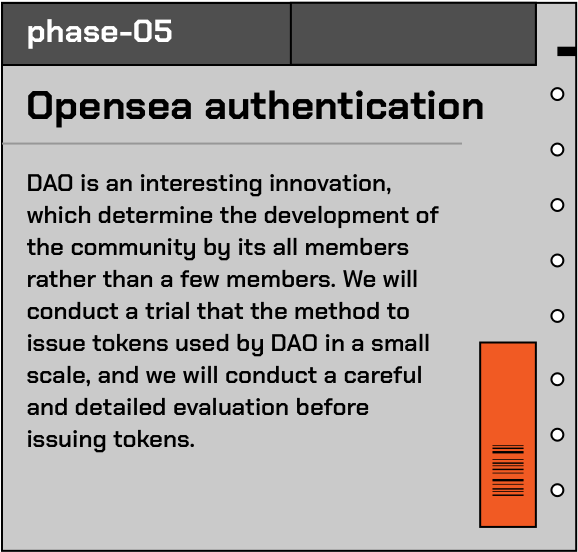 phase-05
Opensea authentication
DAO is an interesting innovation,
which determine the development of
the community by its all members
rather than a few members. We will
conduct a trial that the method to
issue tokens used by DAO in a small
scale, and we will conduct a careful
and detailed evaluation before
issuing tokens.